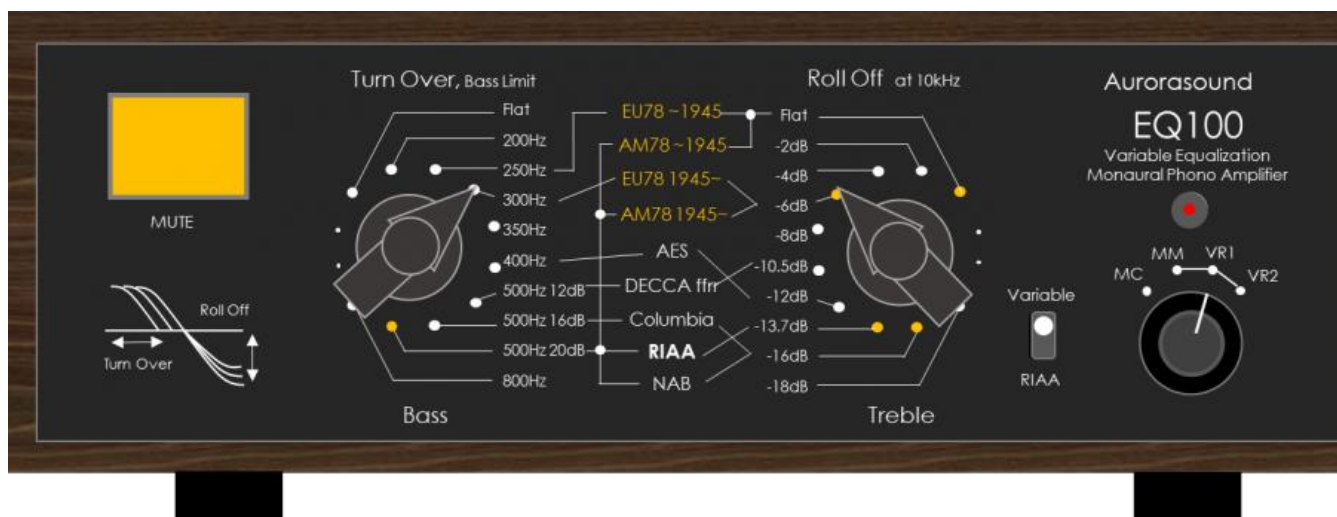 Turn Over, Bass Limit
Roll Off at 10kHz
Aurorasound
EQ100
Variable Equalization
Monaural Phono Amplifier
MUTE
Flat
200Hz
250Hz
300Hz
350Hz
400Hz
500Hz 12dB
500Hz 16dB
500Hz 20dB
800Hz
EU78 ~1945
AM78 ~1945
EU78 1945~
AM78 1945~
AES
DECCA ffrr
Columbia
RIAA
NAB
Flat
-2dB
-4dB
-6dB
-8dB
-10.5dB
-12dB
-13.7dB
-16dB
-18dB
Roll Off
Turn Over
Bass
Treble
Variable
RIAA
MC
MM
VR1
VR2